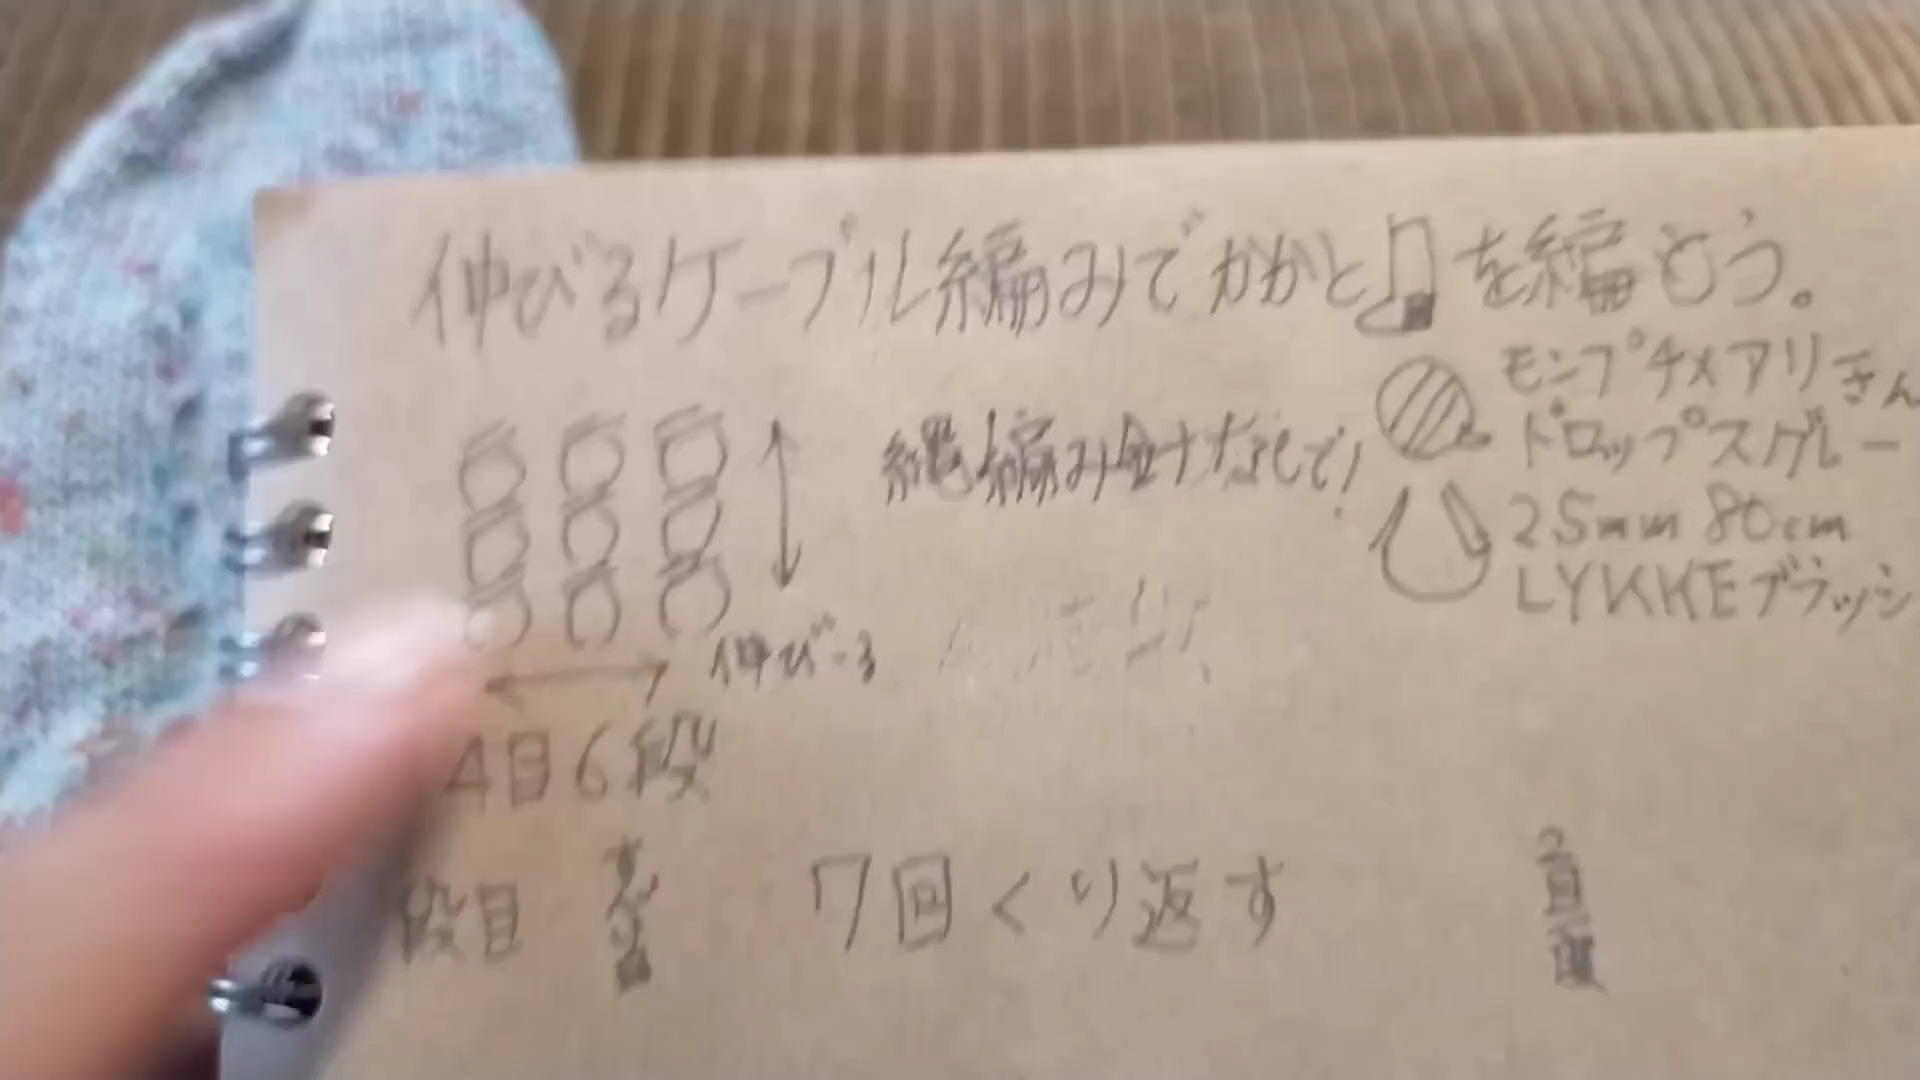 伸びるケーブル編みでかかとを編もう。
モンプチメアリさん
ドロップスグレー
縄編み針なしで!
2.5mm 80cm
LYKKEブラッシ
伸びーる
4目6段
段目
7回くり返す